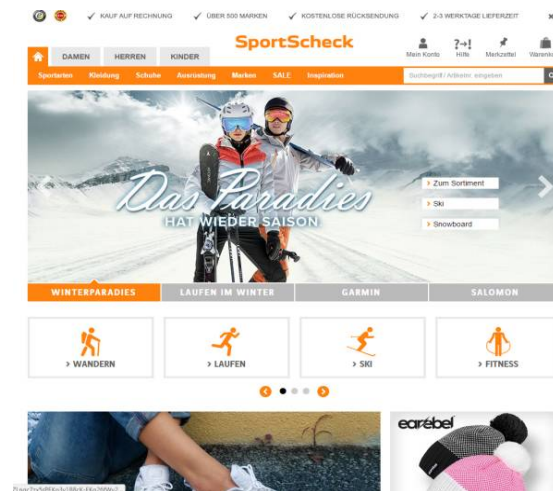 KAUF AUF RECHNUNG
ÜBER 500 MARKEN
KOSTENLOSE RÜCKSENDUNG
2-3 WERKTAGE LIEFERZEIT
SportScheck
DAMEN
HERREN
KINDER
Mein Konto
Hilfe
Merkzettel
Sportarten Kleidung Schuhe Ausrüstung Marken SALE Inspiration
Suchbegriff / Artikelnr. eingeben
Das Paradies
HAT WIEDER SAISON
Zum Sortiment
Ski
Snowboard
WINTERPARADIES
LAUFEN IM WINTER
GARMIN
SALOMON
> WANDERN
> LAUFEN
> SKI
> FITNESS
earebel